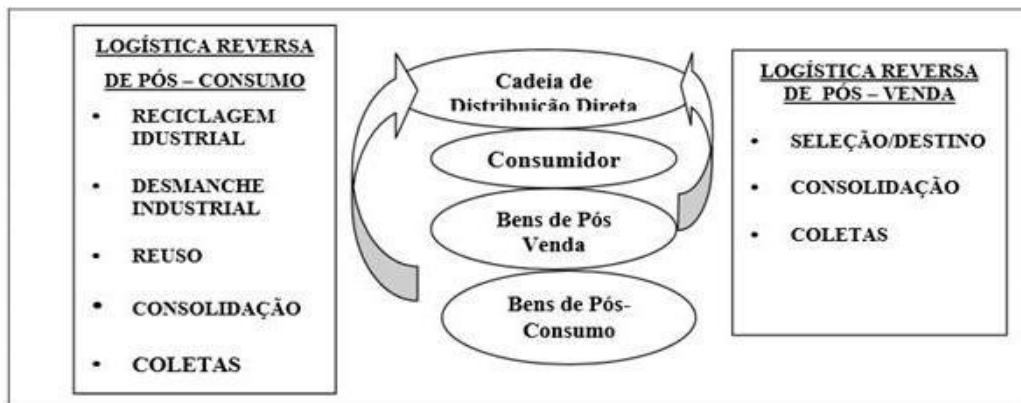 LOGÍSTICA REVERSA
DE PÓS – CONSUMO
• RECICLAGEM
IDUSTRIAL
• DESMANCHE
INDUSTRIAL
• REUSO
• CONSOLIDAÇÃO
• COLETAS
Cadeia de
Distribuição Direta
Consumidor
Bens de Pós
Venda
Bens de Pós-
Consumo
LOGÍSTICA REVERSA
DE PÓS – VENDA
• SELEÇÃO/DESTINO
• CONSOLIDAÇÃO
• COLETAS